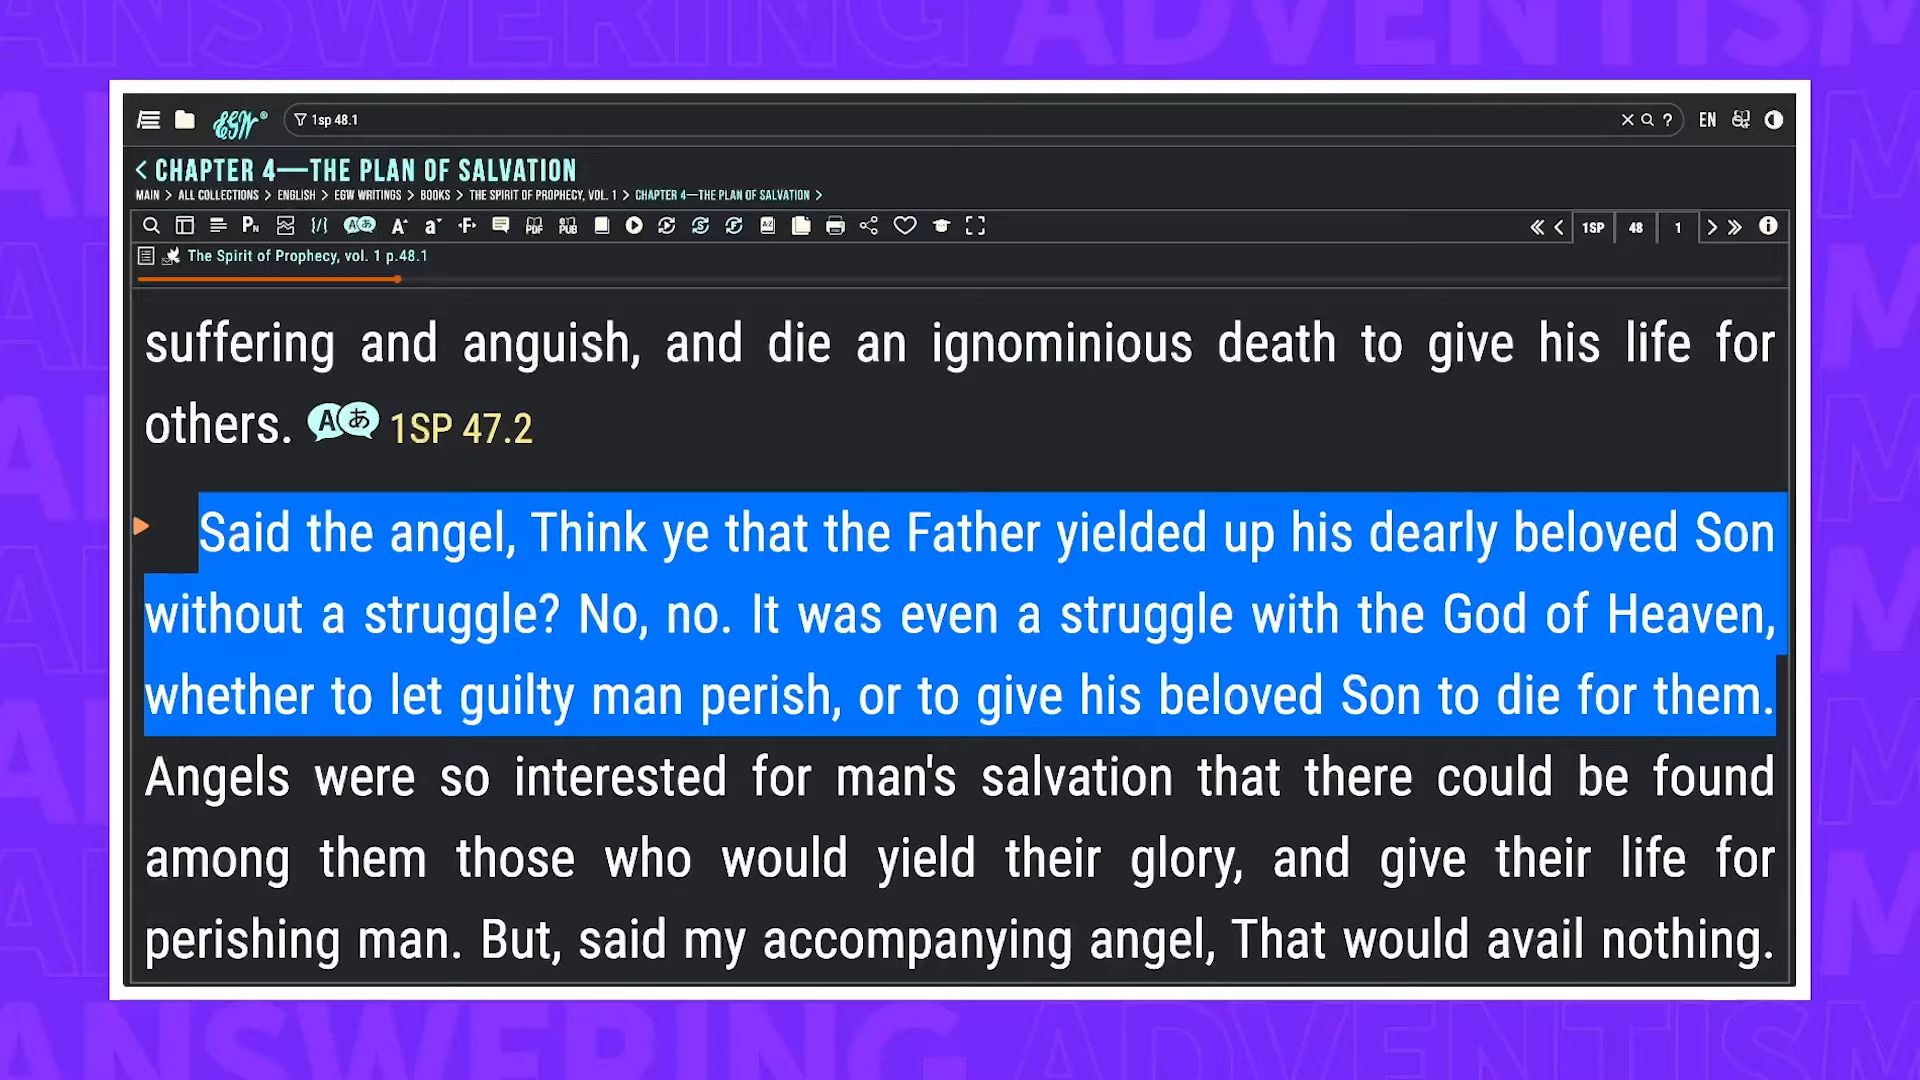 ANSWERING ADVENTISM
EGW®
1sp 48.1
EN
CHAPTER 4—THE PLAN OF SALVATION
MAIN > ALL COLLECTIONS > ENGLISH > EGW WRITINGS > BOOKS > THE SPIRIT OF PROPHECY, VOL. 1 > CHAPTER 4—THE PLAN OF SALVATION >
1SP 48 1
The Spirit of Prophecy, vol. 1 p.48.1
suffering and anguish, and die an ignominious death to give his life for
others. Aあ 1SP 47.2
Said the angel, Think ye that the Father yielded up his dearly beloved Son
without a struggle? No, no. It was even a struggle with the God of Heaven,
whether to let guilty man perish, or to give his beloved Son to die for them.
Angels were so interested for man's salvation that there could be found
among them those who would yield their glory, and give their life for
perishing man. But, said my accompanying angel, That would avail nothing.
ANSWERING ADVENTISM